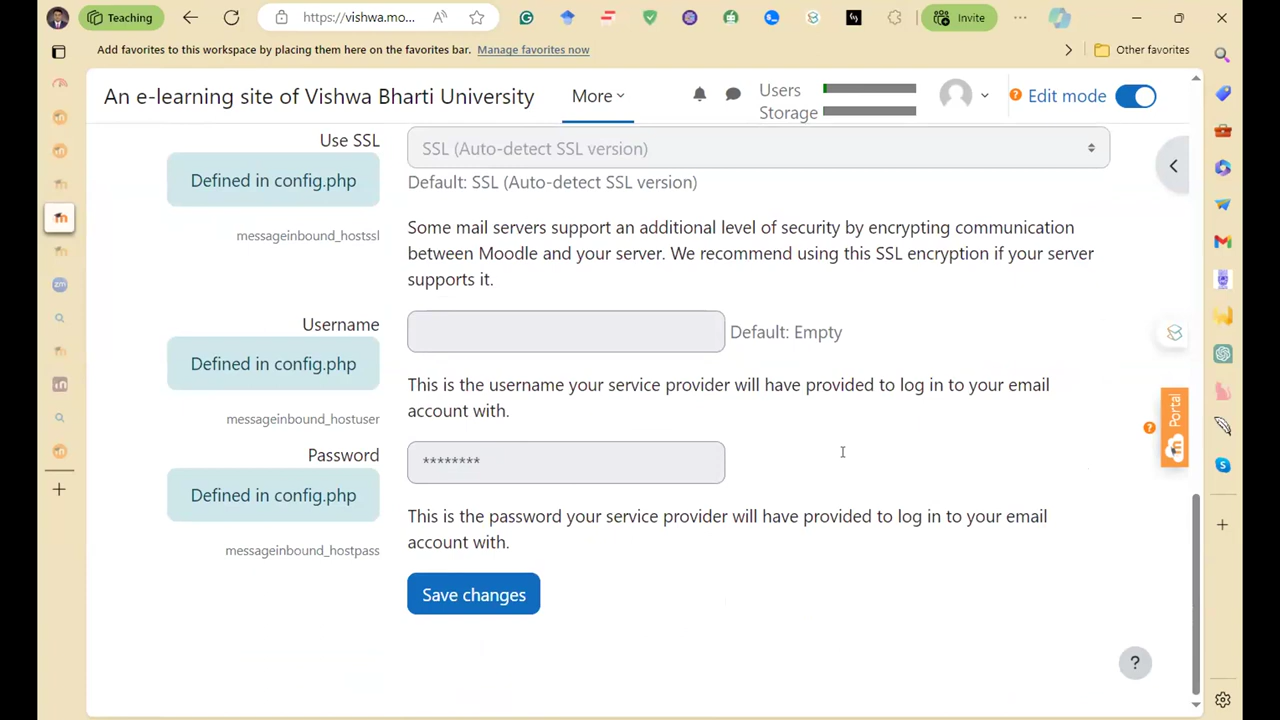 Teaching
https://vishwa.mo...
Invite
Add favorites to this workspace by placing them here on the favorites bar. Manage favorites now
Other favorites
An e-learning site of Vishwa Bharti University
More
Users
Storage
Edit mode
Use SSL
SSL (Auto-detect SSL version)
Defined in config.php
Default: SSL (Auto-detect SSL version)
messageinbound_hostssl
Some mail servers support an additional level of security by encrypting communication
between Moodle and your server. We recommend using this SSL encryption if your server
supports it.
Username
Default: Empty
Defined in config.php
This is the username your service provider will have provided to log in to your email
account with.
messageinbound_hostuser
Password
********
Defined in config.php
This is the password your service provider will have provided to log in to your email
account with.
messageinbound_hostpass
Save changes
Portal
zm
?